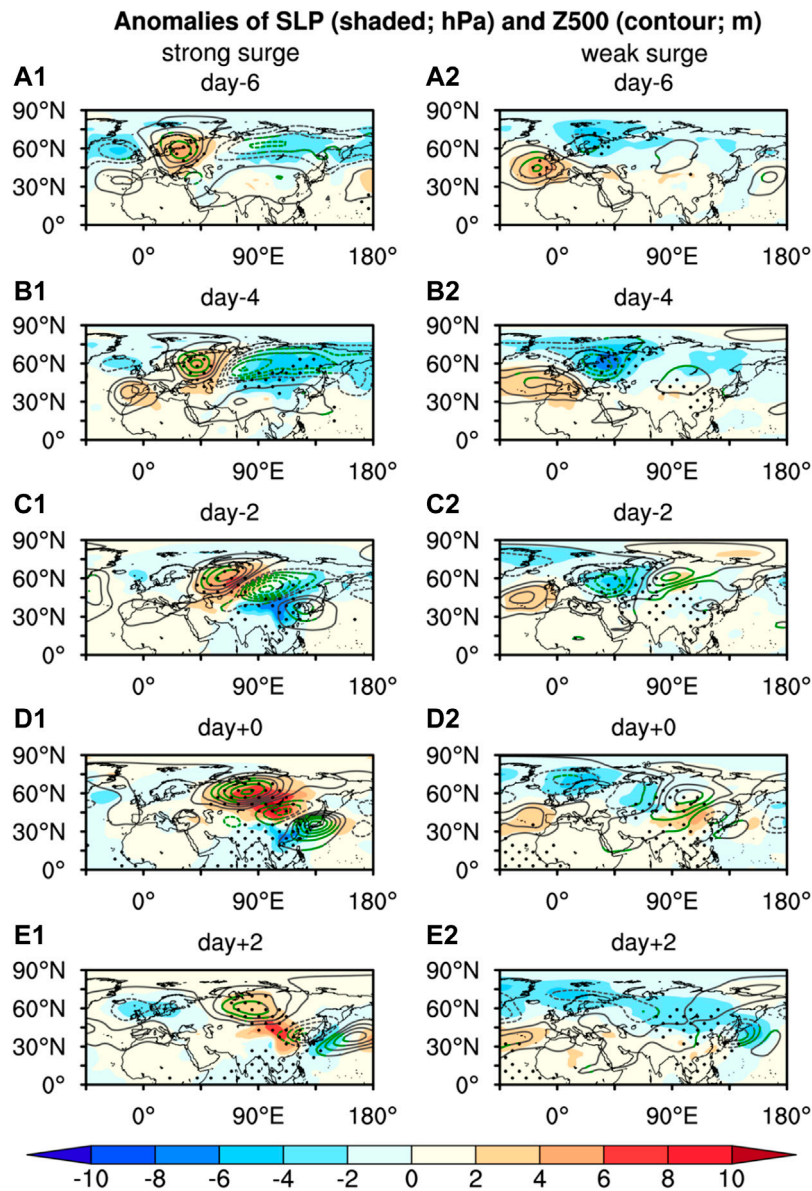 Anomalies of SLP (shaded; hPa) and Z500 (contour; m)
strong surge
weak surge
A1
day-6
90°N
60°N
30°N
0°
0°
90°E
180°
A2
day-6
90°N
60°N
30°N
0°
0°
90°E
180°
B1
day-4
90°N
60°N
30°N
0°
0°
90°E
180°
B2
day-4
90°N
60°N
30°N
0°
0°
90°E
180°
C1
day-2
90°N
60°N
30°N
0°
0°
90°E
180°
C2
day-2
90°N
60°N
30°N
0°
0°
90°E
180°
D1
day+0
90°N
60°N
30°N
0°
0°
90°E
180°
D2
day+0
90°N
60°N
30°N
0°
0°
90°E
180°
E1
day+2
90°N
60°N
30°N
0°
0°
90°E
180°
E2
day+2
90°N
60°N
30°N
0°
0°
90°E
180°
-10 -8 -6 -4 -2 0 2 4 6 8 10